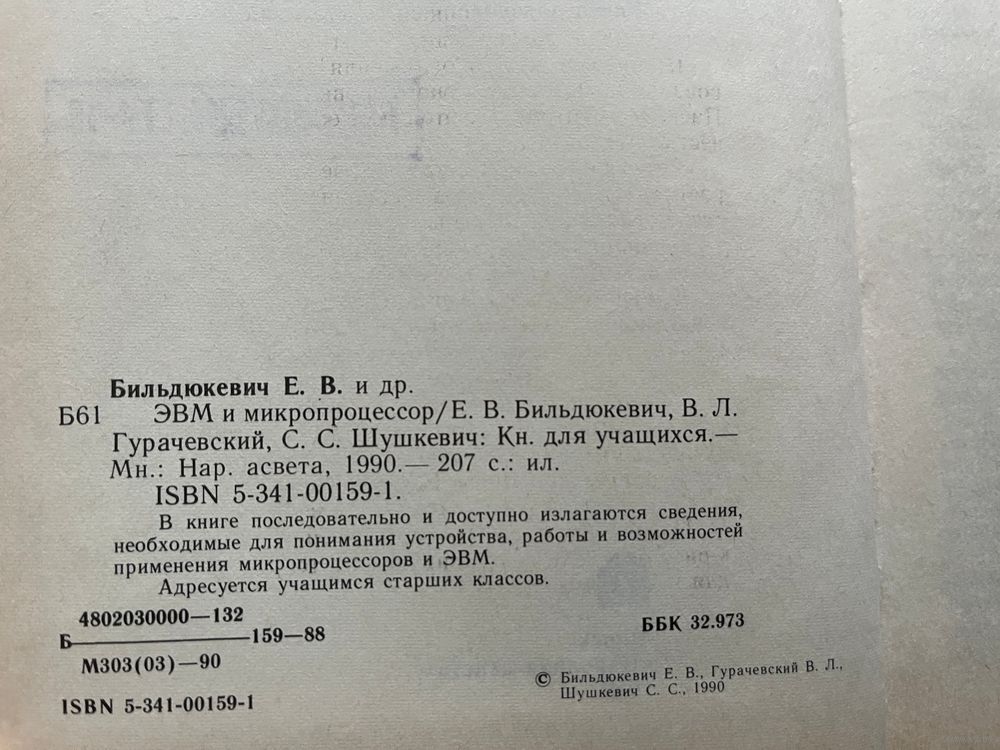 Бильдюкевич Е. В. и др.
Б61 ЭВМ и микропроцессор/Е. В. Бильдюкевич, В. Л.
Гурачевский, С. С. Шушкевич: Кн. для учащихся.—
Мн.: Нар. асвета, 1990.— 207 с.: ил.
ISBN 5-341-00159-1.
В книге последовательно и доступно излагаются сведения,
необходимые для понимания устройства, работы и возможностей
применения микропроцессоров и ЭВМ.
Адресуется учащимся старших классов.
4802030000—132
Б—159—88
М303(03)—90
ББК 32.973
ISBN 5-341-00159-1
© Бильдюкевич Е. В., Гурачевский В. Л.,
Шушкевич С. С., 1990